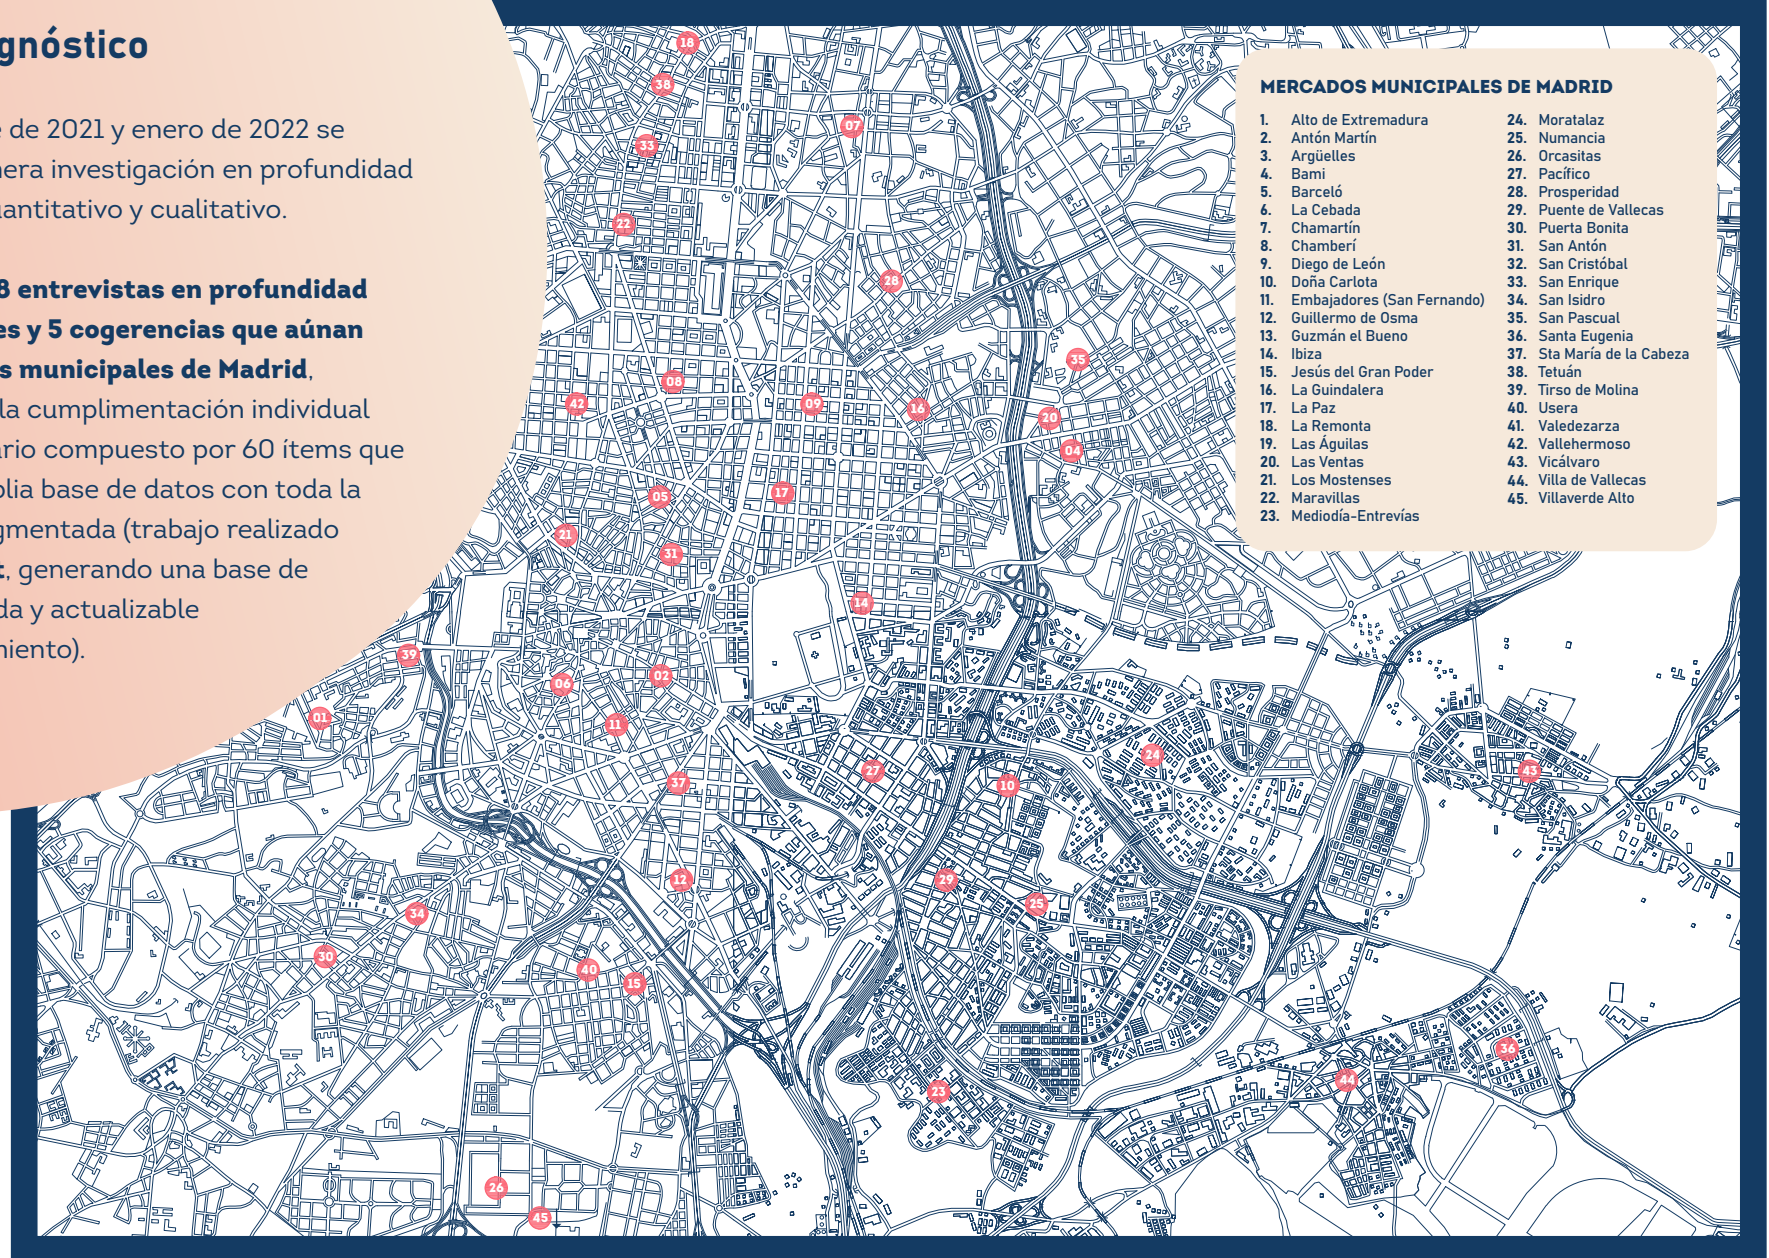 gnóstico
e de 2021 y enero de 2022 se
nera investigación en profundidad
uantitativo y cualitativo.
8 entrevistas en profundidad
es y 5 cogerencias que aúnan
s municipales de Madrid,
la cumplimentación individual
ario compuesto por 60 ítems que
plia base de datos con toda la
gmentada (trabajo realizado
t, generando una base de
da y actualizable
niento).
MERCADOS MUNICIPALES DE MADRID
1. Alto de Extremadura
2. Antón Martín
3. Argüelles
4. Bami
5. Barceló
6. La Cebada
7. Chamartín
8. Chamberí
9. Diego de León
10. Doña Carlota
11. Embajadores (San Fernando)
12. Guillermo de Osma
13. Guzmán el Bueno
14. Ibiza
15. Jesús del Gran Poder
16. La Guindalera
17. La Paz
18. La Remonta
19. Las Águilas
20. Las Ventas
21. Los Mostenses
22. Maravillas
23. Mediodía-Entrevías
24. Moratalaz
25. Numancia
26. Orcasitas
27. Pacífico
28. Prosperidad
29. Puente de Vallecas
30. Puerta Bonita
31. San Antón
32. San Cristóbal
33. San Enrique
34. San Isidro
35. San Pascual
36. Santa Eugenia
37. Sta María de la Cabeza
38. Tetuán
39. Tirso de Molina
40. Usera
41. Valedezarza
42. Vallehermoso
43. Vicálvaro
44. Villa de Vallecas
45. Villaverde Alto
18
38
07
33
22
28
35
08
42
09
16
20
04
05
17
21
31
14
39
02
06
01
11
24
27
43
37
10
12
29
25
34
30
40
15
36
44
23
26
45